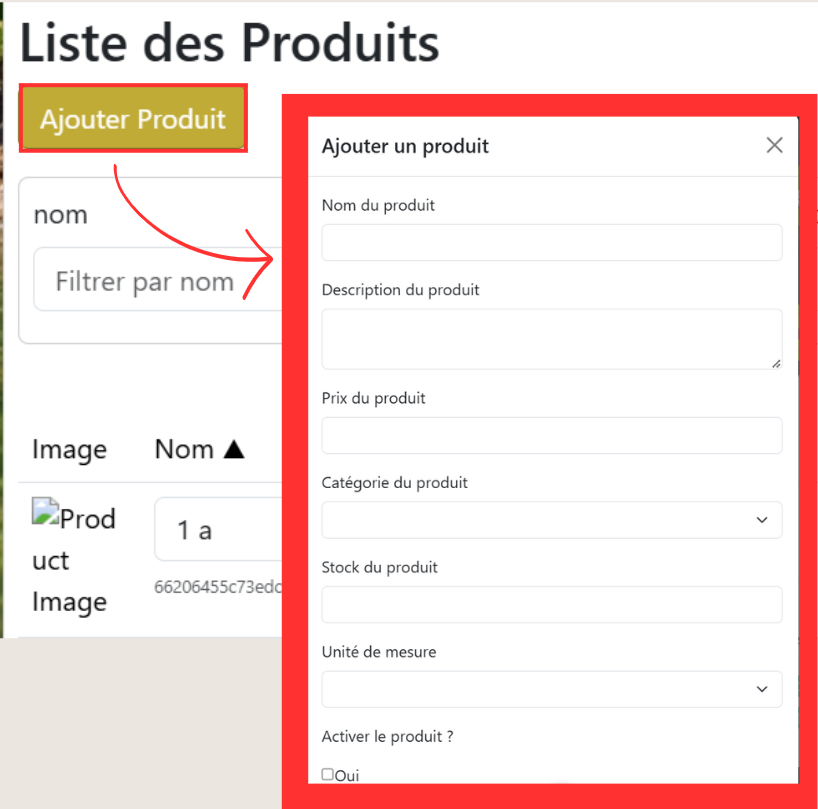 Liste des Produits
Ajouter Produit
nom
Filtrer par nom
Image
Nom ▲
Prod
uct
Image
1 a
Ajouter un produit
Nom du produit
Description du produit
Prix du produit
Catégorie du produit
Stock du produit
Unité de mesure
Activer le produit ?
Oui